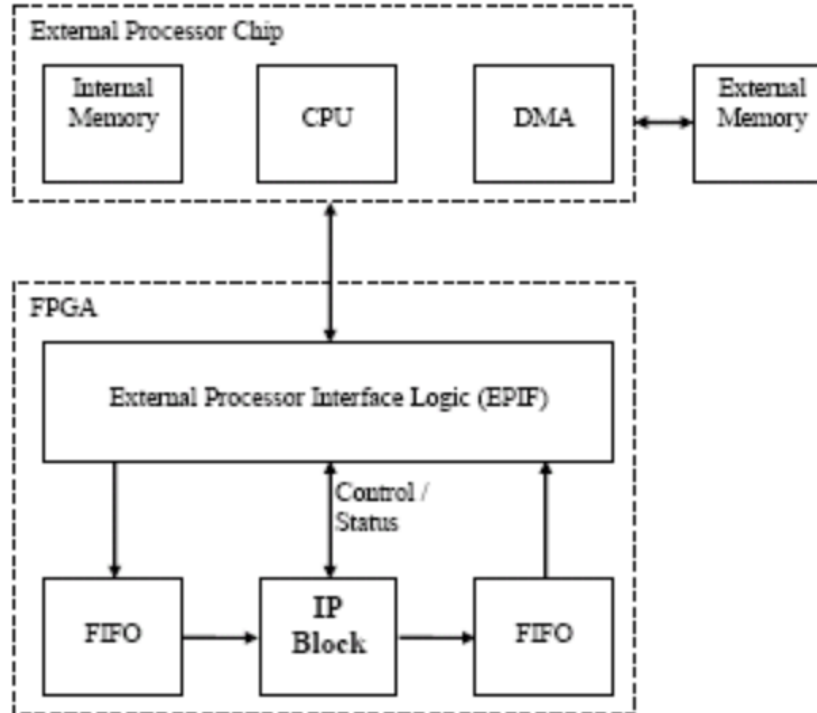 External Processor Chip
Internal
Memory
CPU
DMA
External
Memory
FPGA
External Processor Interface Logic (EPIF)
Control /
Status
FIFO
IP
Block
FIFO